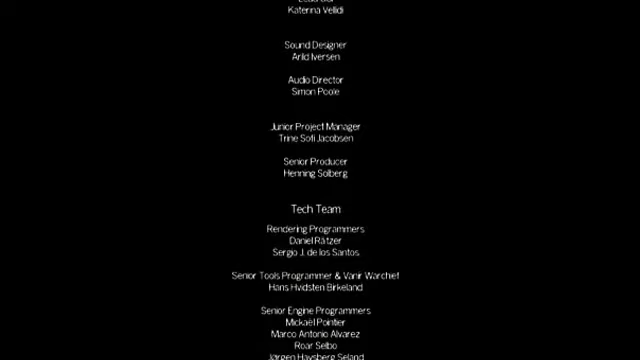 Katerina Vellidi
Sound Designer
Arild Iversen
Audio Director
Simon Poole
Junior Project Manager
Trine Sofi Jacobsen
Senior Producer
Henning Solberg
Tech Team
Rendering Programmers
Daniel Rätzer
Sergio J. de los Santos
Senior Tools Programmer & Vanir Warchief
Hans Hvidsten Birkeland
Senior Engine Programmers
Mickaël Pointier
Marco Antonio Alvarez
Roar Selbo
Jørgen Havsberg Seland